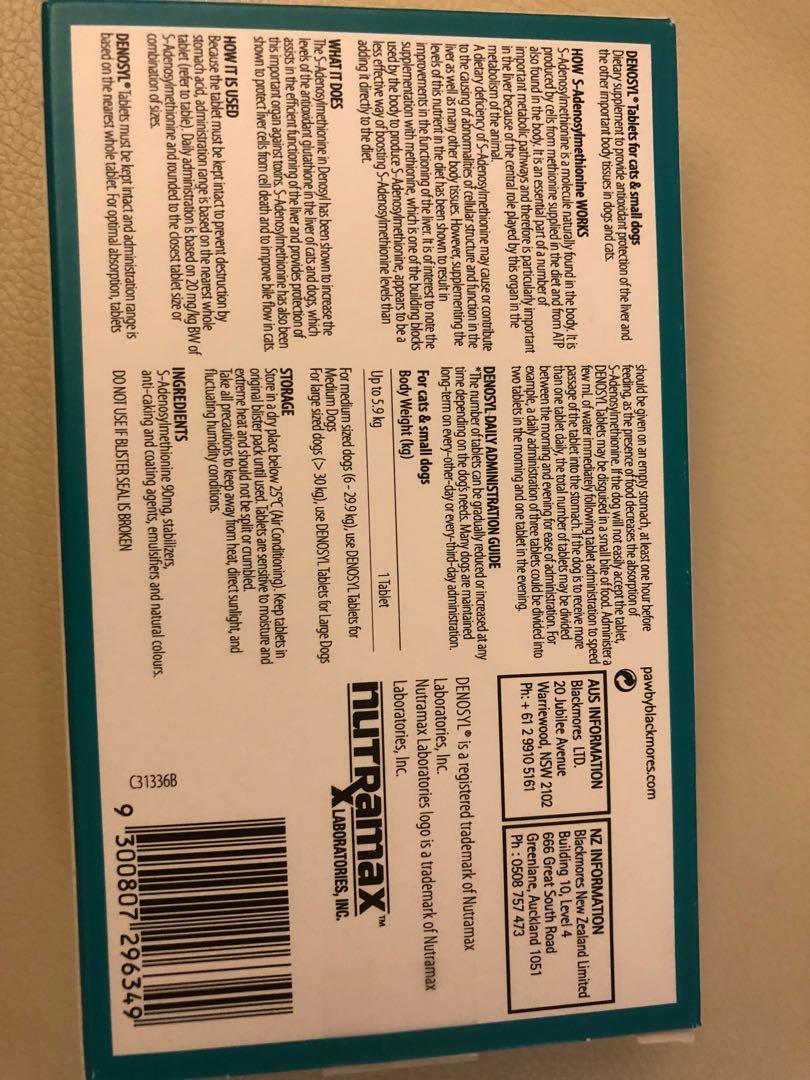 DENOSYL® Tablets for cats & small dogs
Dietary supplement to provide antioxidant protection of the liver and
the other important body tissues in dogs and cats.
HOW S-Adenosylmethionine WORKS
S-Adenosylmethionine is a molecule naturally found in the body. It is
produced by cells from methionine supplied in the diet and from ATP
also found in the body. It is an essential part of a number of
important metabolic pathways and therefore is particularly important
in the liver because of the central role played by this organ in the
metabolism of the animal.
A dietary deficiency of S-Adenosylmethionine may cause or contribute
to the causing of abnormalities of cellular structure and function in the
liver as well as many other body tissues. However, supplementing the
levels of this nutrient in the diet has been shown to result in
improvements in the functioning of the liver. It is of interest to note the
supplementation with methionine, which is one of the building blocks
used by the body to produce S-Adenosylmethionine, appears to be a
less effective way of boosting S-Adenosylmethionine levels than
adding it directly to the diet.
WHAT IT DOES
The S-Adenosylmethionine in Denosyl has been shown to increase the
levels of the antioxidant glutathione in the liver of cats and dogs, which
assists in the efficient functioning of the liver and provides protection of
this important organ against toxins. S-Adenosylmethionine has also been
shown to protect liver cells from cell death and to improve bile flow in cats.
HOW IT IS USED
Because the tablet must be kept intact to prevent destruction by
stomach acid, administration range is based on the nearest whole
tablet (refer to table). Daily administration is based on 20 mg/kg BW of
S-Adenosylmethionine and rounded to the closest tablet size or
combination of sizes.
DENOSYL® Tablets must be kept intact and administration range is
based on the nearest whole tablet. For optimal absorption, tablets
should be given on an empty stomach, at least one hour before
feeding, as the presence of food decreases the absorption of
S-Adenosylmethionine. If the dog will not easily accept the tablet,
DENOSYL Tablets may be disguised in a small bite of food. Administer a
few mL of water immediately following tablet administration to speed
passage of the tablet into the stomach. If the dog is to receive more
than one tablet daily, the total number of tablets may be divided
between the morning and evening for ease of administration. For
example, a daily administration of three tablets could be divided into
two tablets in the morning and one tablet in the evening.
DENOSYL DAILY ADMINISTRATION GUIDE
*The number of tablets can be gradually reduced or increased at any
time depending on the dog's needs. Many dogs are maintained
long-term on every-other-day or every-third-day administration.
For cats & small dogs
Body Weight (kg)
Up to 5.9 kg 1 Tablet
For medium sized dogs (6 - 29.9 kg), use DENOSYL Tablets for
Medium Dogs
For large sized dogs (> 30 kg), use DENOSYL Tablets for Large Dogs
STORAGE
Store in a dry place below 25°C (Air Conditioning). Keep tablets in
original blister pack until used. Tablets are sensitive to moisture and
extreme heat and should not be split or crumbled.
Take all precautions to keep away from heat, direct sunlight, and
fluctuating humidity conditions.
INGREDIENTS
S-Adenosylmethionine 90mg, stabilizers,
anti-caking and coating agents, emulsifiers and natural colours.
DO NOT USE IF BLISTER SEAL IS BROKEN
pawbyblackmores.com
AUS INFORMATION
Blackmores LTD.
20 Jubilee Avenue
Warriewood, NSW 2102
Ph: + 61 2 9910 5161
NZ INFORMATION
Blackmores New Zealand Limited
Building 10, Level 4
666 Great South Road
Greenlane, Auckland 1051
Ph : 0508 757 473
DENOSYL® is a registered trademark of Nutramax
Laboratories, Inc.
Nutramax Laboratories logo is a trademark of Nutramax
Laboratories, Inc.
nutramax™
LABORATORIES, INC.
C31336B
9 300807 296349